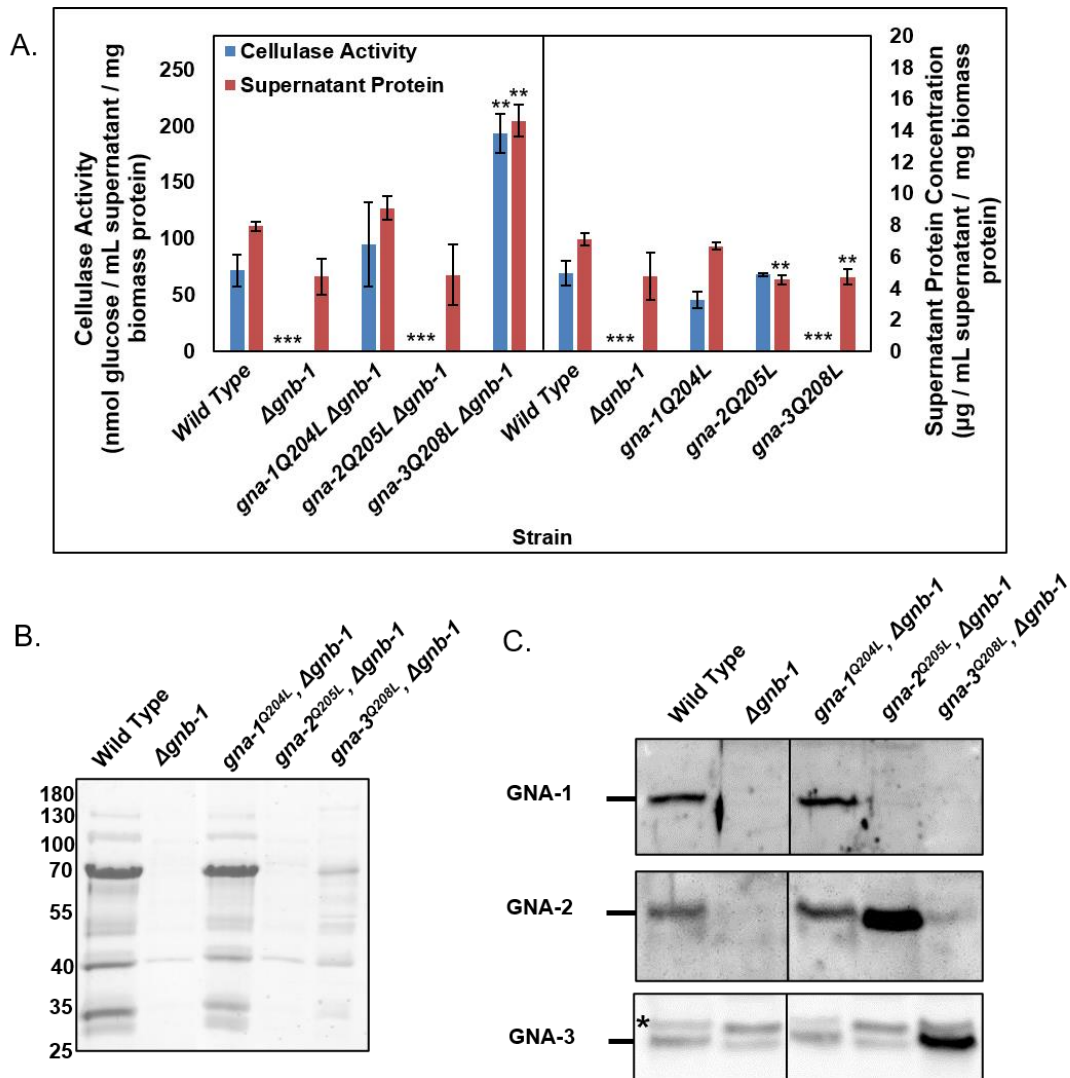 A.
Cellulase Activity
(nmol glucose / mL supernatant / mg
biomass protein)
250
200
150
100
50
0
Cellulase Activity
Supernatant Protein
***
***
**
**
***
**
***
**
20
18
16
14
12
10
8
6
4
2
0
Supernatant Protein Concentration
(µg / mL supernatant / mg biomass
protein)
Wild Type
Δgnb-1
gna-1Q204L Δgnb-1
gna-2Q205L Δgnb-1
gna-3Q208L Δgnb-1
Wild Type
Δgnb-1
gna-1Q204L
gna-2Q205L
gna-3Q208L
Strain
B.
Wild Type
Δgnb-1
gna-1Q204L, Δgnb-1
gna-2Q205L, Δgnb-1
gna-3Q208L, Δgnb-1
180
130
100
70
55
40
35
25
C.
Wild Type
Δgnb-1
gna-1Q204L, Δgnb-1
gna-2Q205L, Δgnb-1
gna-3Q208L, Δgnb-1
GNA-1
GNA-2
*
GNA-3